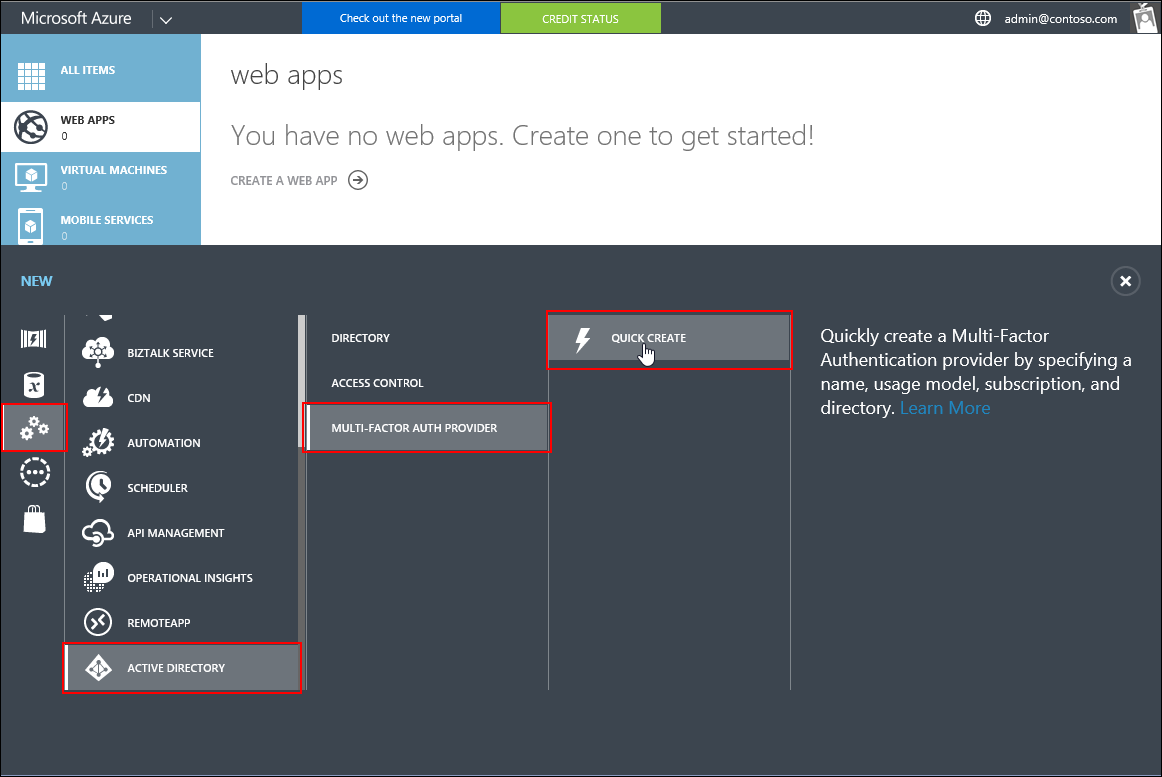 Microsoft Azure
Check out the new portal
CREDIT STATUS
admin@contoso.com
ALL ITEMS
WEB APPS
0
VIRTUAL MACHINES
0
MOBILE SERVICES
0
web apps
You have no web apps. Create one to get started!
CREATE A WEB APP
NEW
BIZTALK SERVICE
CDN
AUTOMATION
SCHEDULER
API MANAGEMENT
OPERATIONAL INSIGHTS
REMOTEAPP
ACTIVE DIRECTORY
DIRECTORY
ACCESS CONTROL
MULTI-FACTOR AUTH PROVIDER
QUICK CREATE
Quickly create a Multi-Factor
Authentication provider by specifying a
name, usage model, subscription, and
directory. Learn More